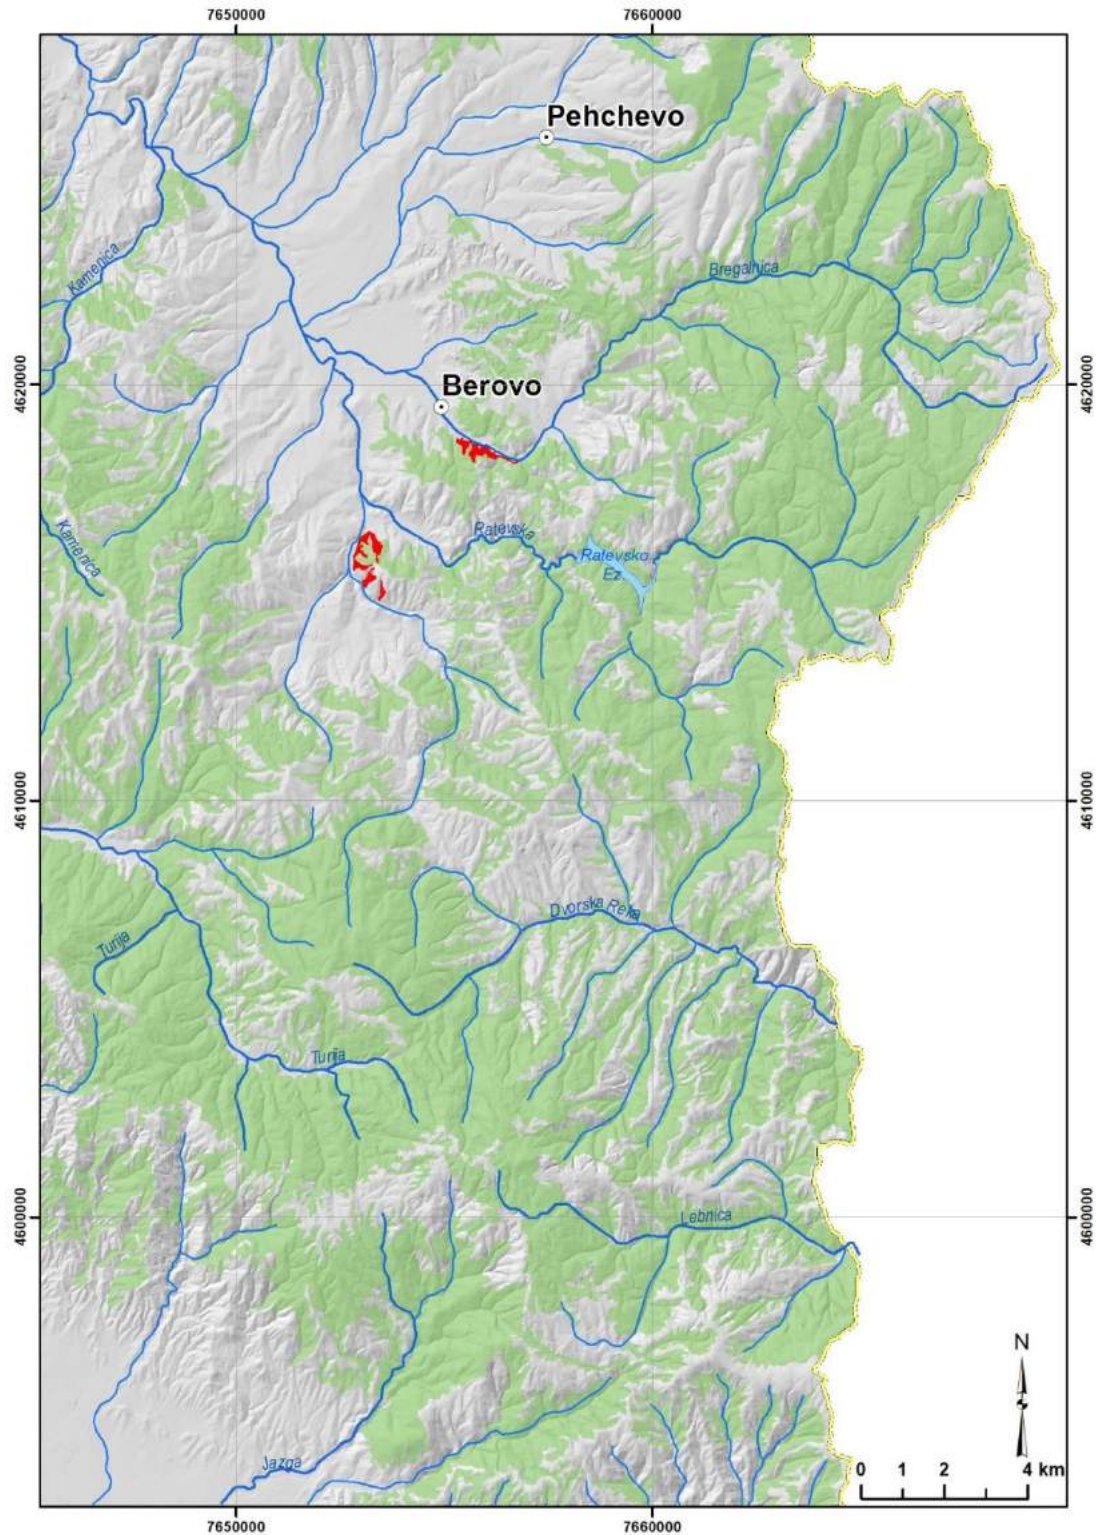 7650000
7660000
Pehchevo
Kamenica
Bregalnica
4620000
4620000
Berovo
Kamenica
Ratevska
Ratevsko
Ez.
4610000
4610000
Dvorska Reka
Turija
Turija
4600000
4600000
Lebnica
N
Jazga
0 1 2 4 km
7650000
7660000